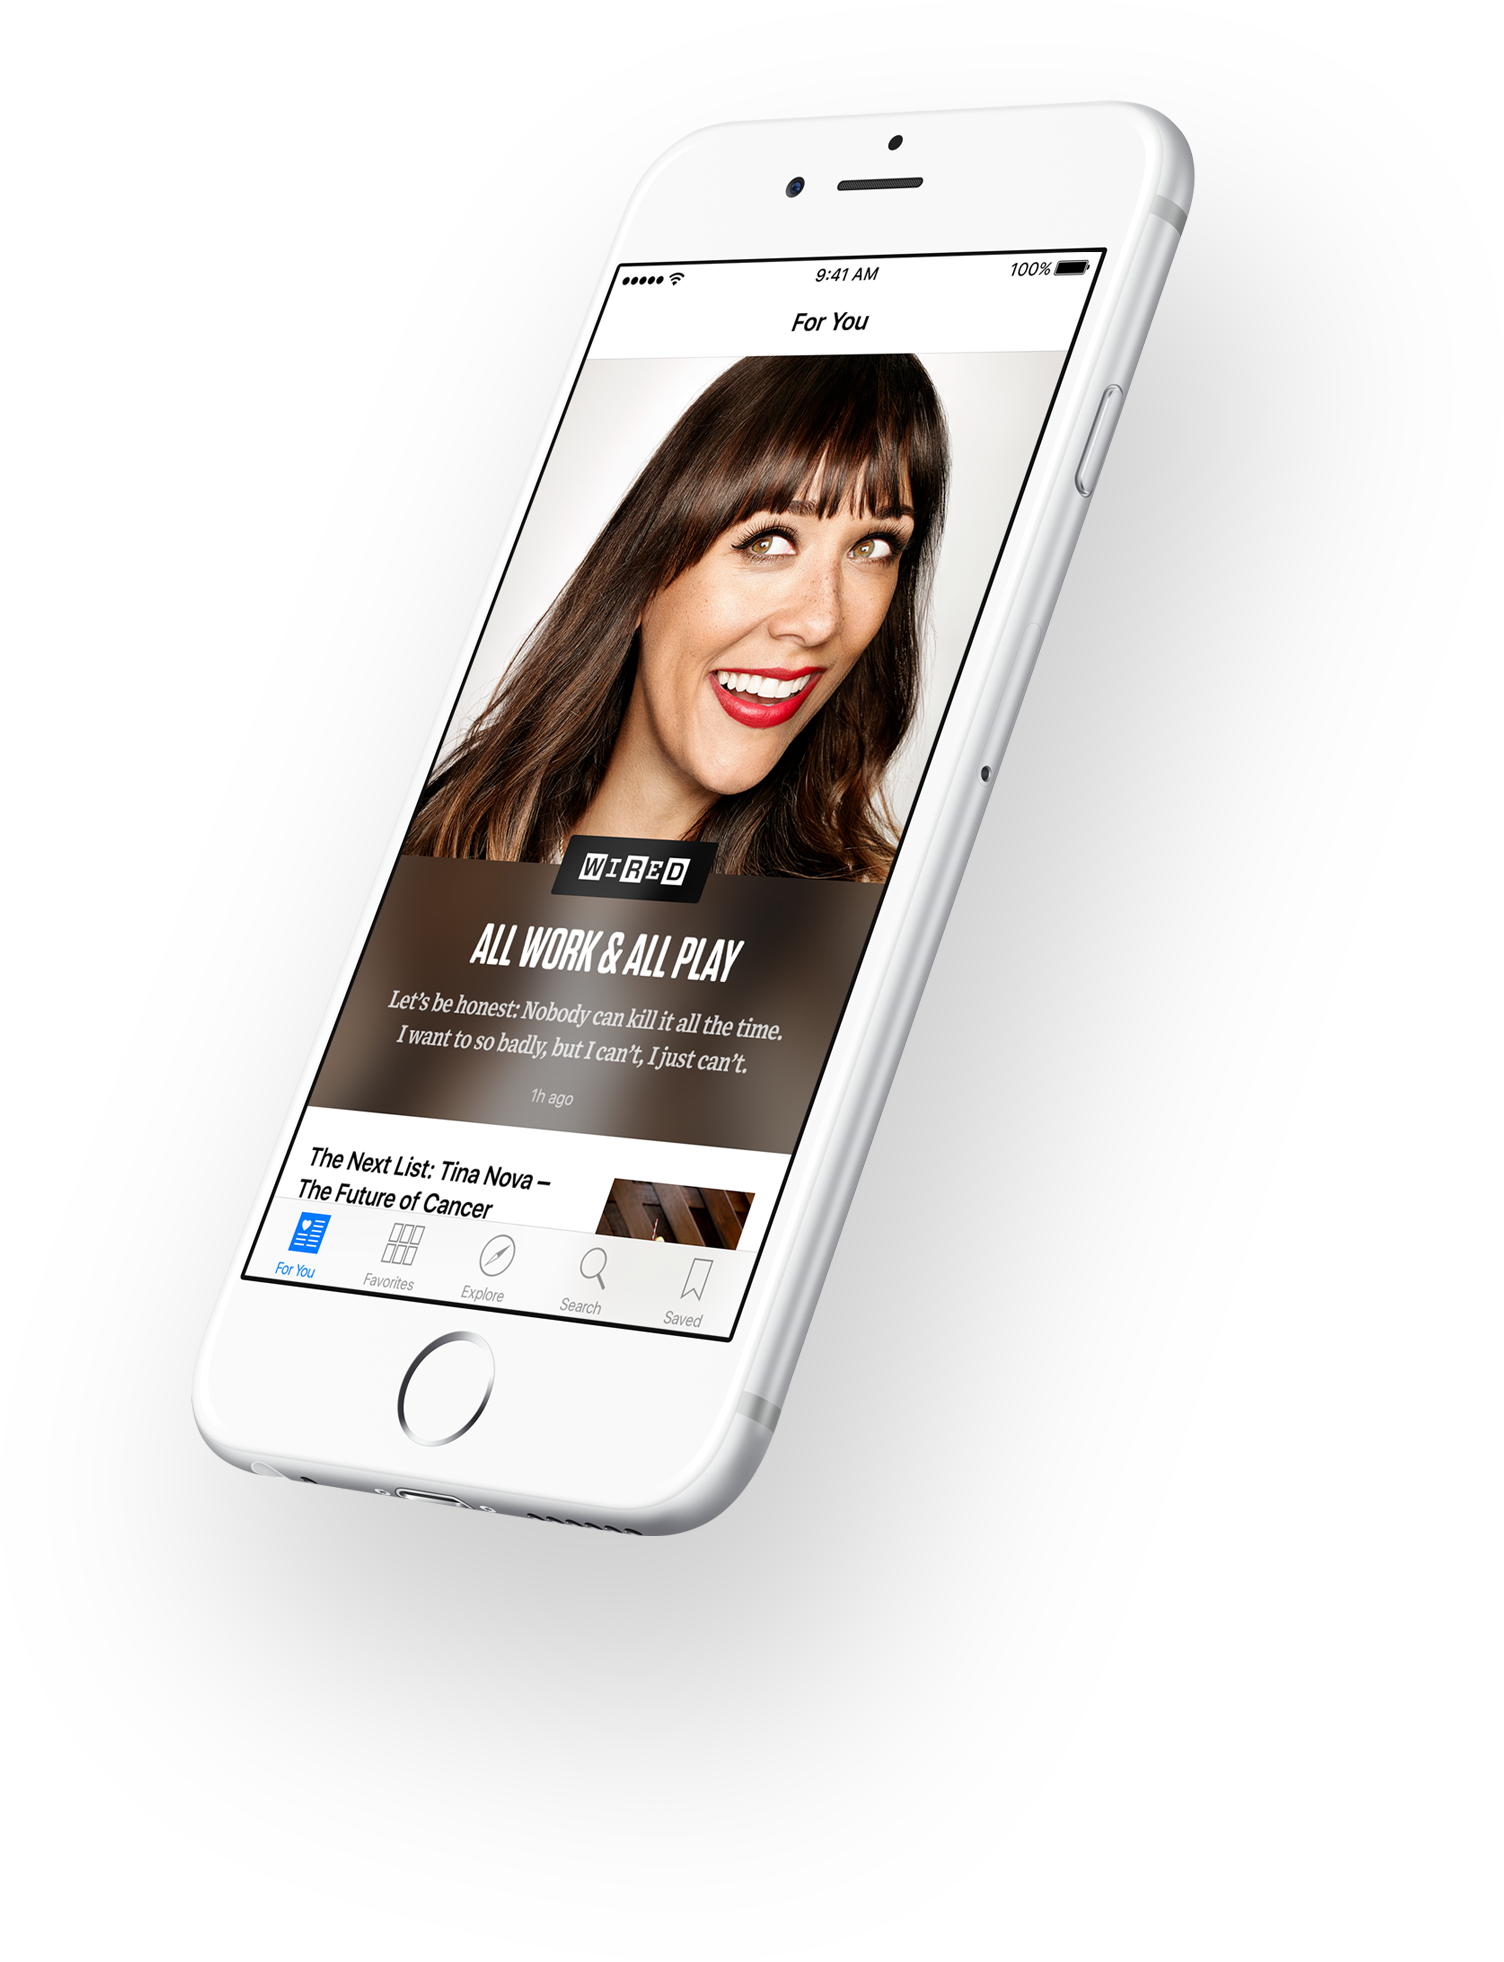 9:41 AM
100%
For You
WIRED
ALL WORK & ALL PLAY
Let's be honest: Nobody can kill it all the time.
I want to so badly, but I can't, I just can't.
1h ago
The Next List: Tina Nova –
The Future of Cancer
For You
Favorites
Explore
Search
Saved